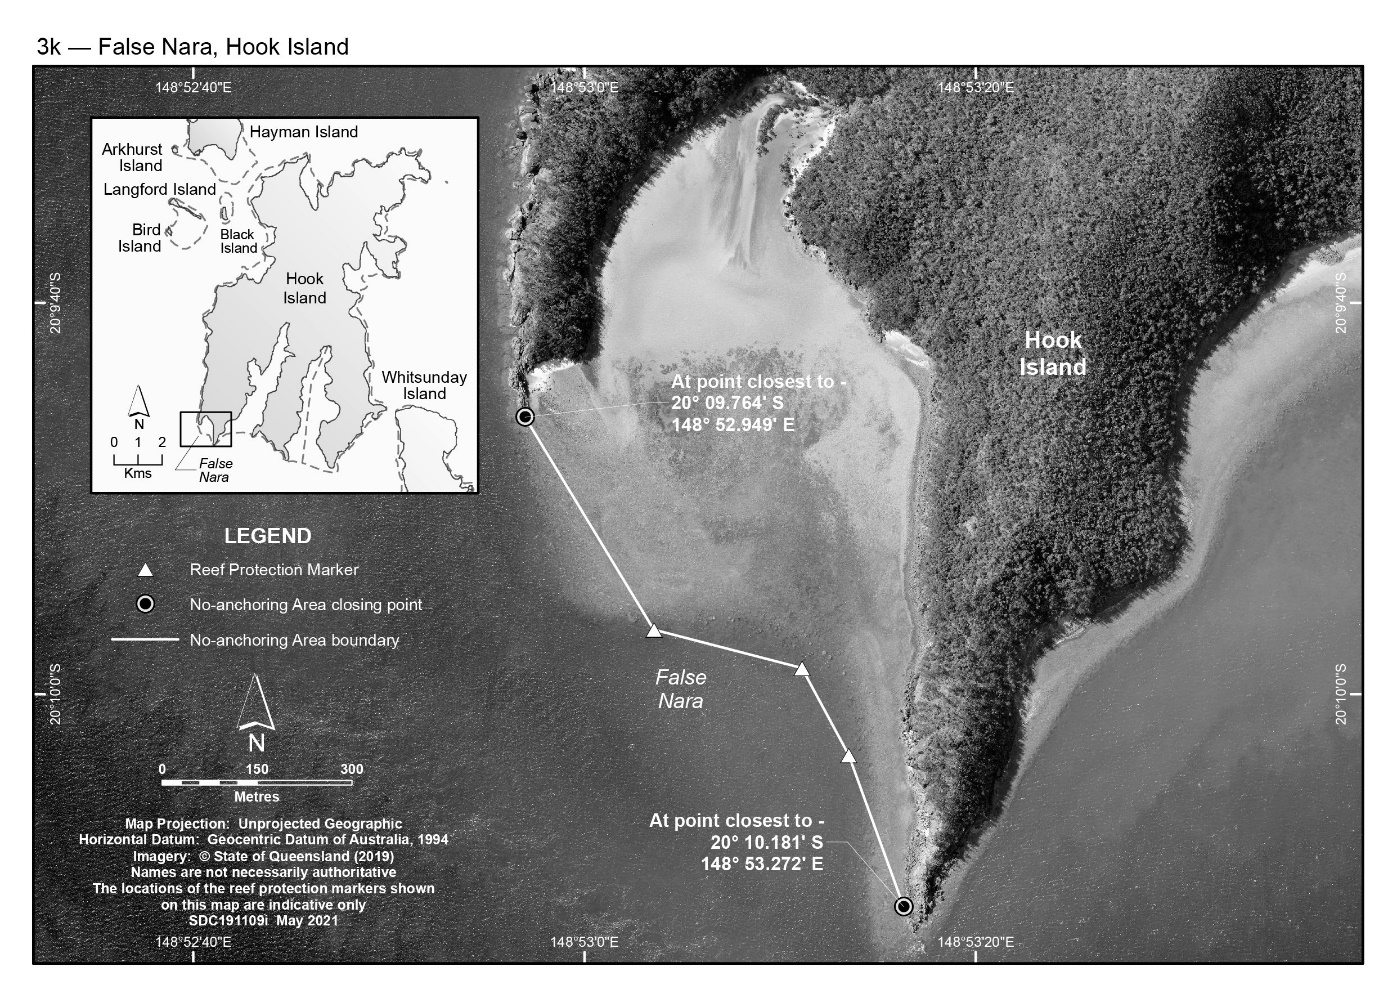 3k — False Nara, Hook Island
148°52'40"E
148°53'0"E
148°53'20"E
Hayman Island
Arkhurst
Island
Langford Island
Bird
Island
Black
Island
Hook
Island
Whitsunday
Island
N
0 1 2
Kms
False
Nara
20°9'40"S
20°9'40"S
Hook
Island
At point closest to -
20° 09.764' S
148° 52.949' E
LEGEND
Reef Protection Marker
No-anchoring Area closing point
No-anchoring Area boundary
False
Nara
20°10'0"S
20°10'0"S
N
0 150 300
Metres
At point closest to -
20° 10.181' S
148° 53.272' E
Map Projection: Unprojected Geographic
Horizontal Datum: Geocentric Datum of Australia, 1994
Imagery: © State of Queensland (2019)
Names are not necessarily authoritative
The locations of the reef protection markers shown
on this map are indicative only
SDC191109i May 2021
148°52'40"E
148°53'0"E
148°53'20"E